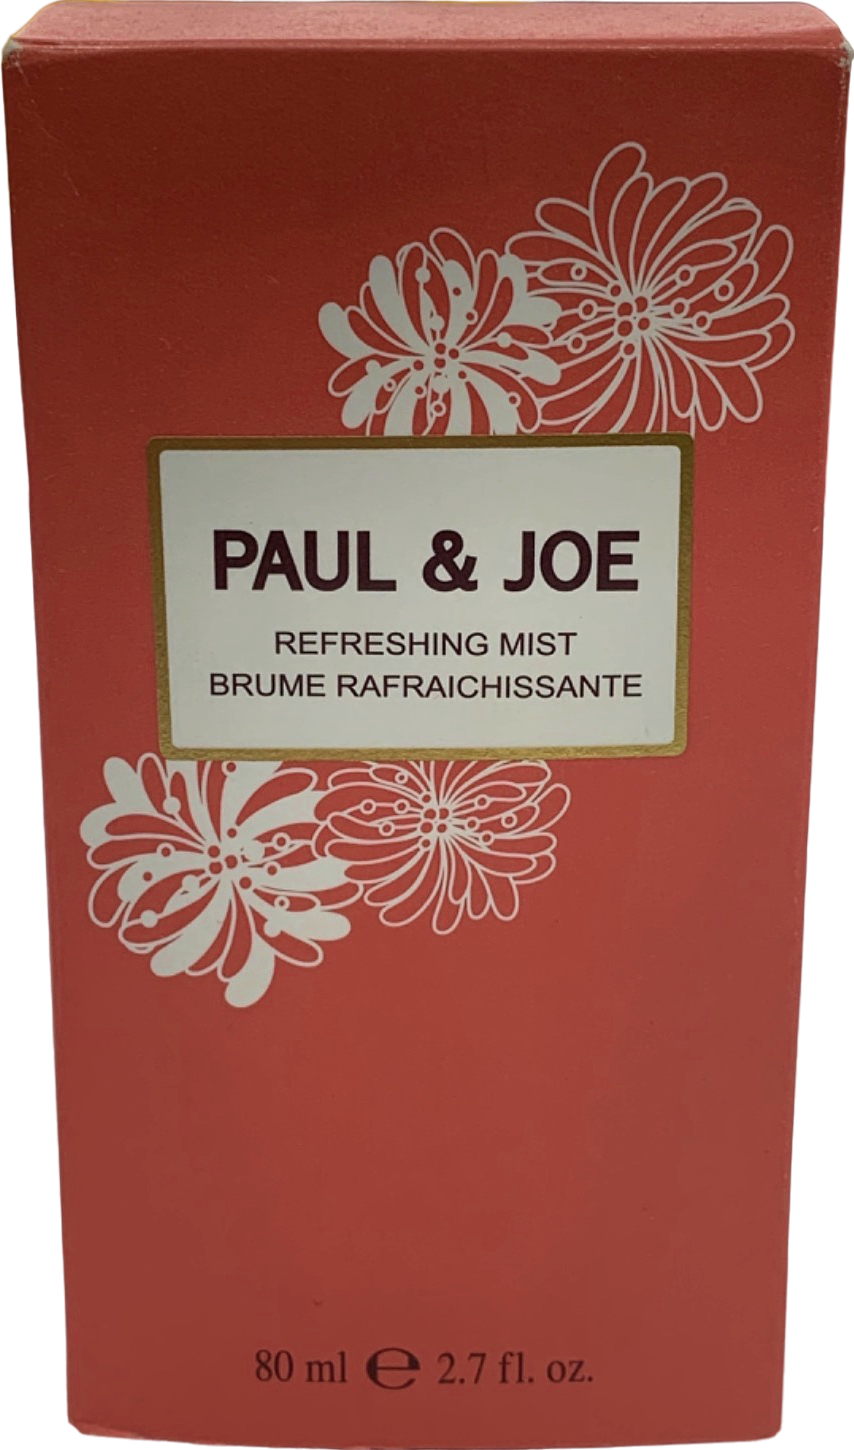 PAUL & JOE
REFRESHING MIST
BRUME RAFRAICHISSANTE
80 ml ℮ 2.7 fl. oz.